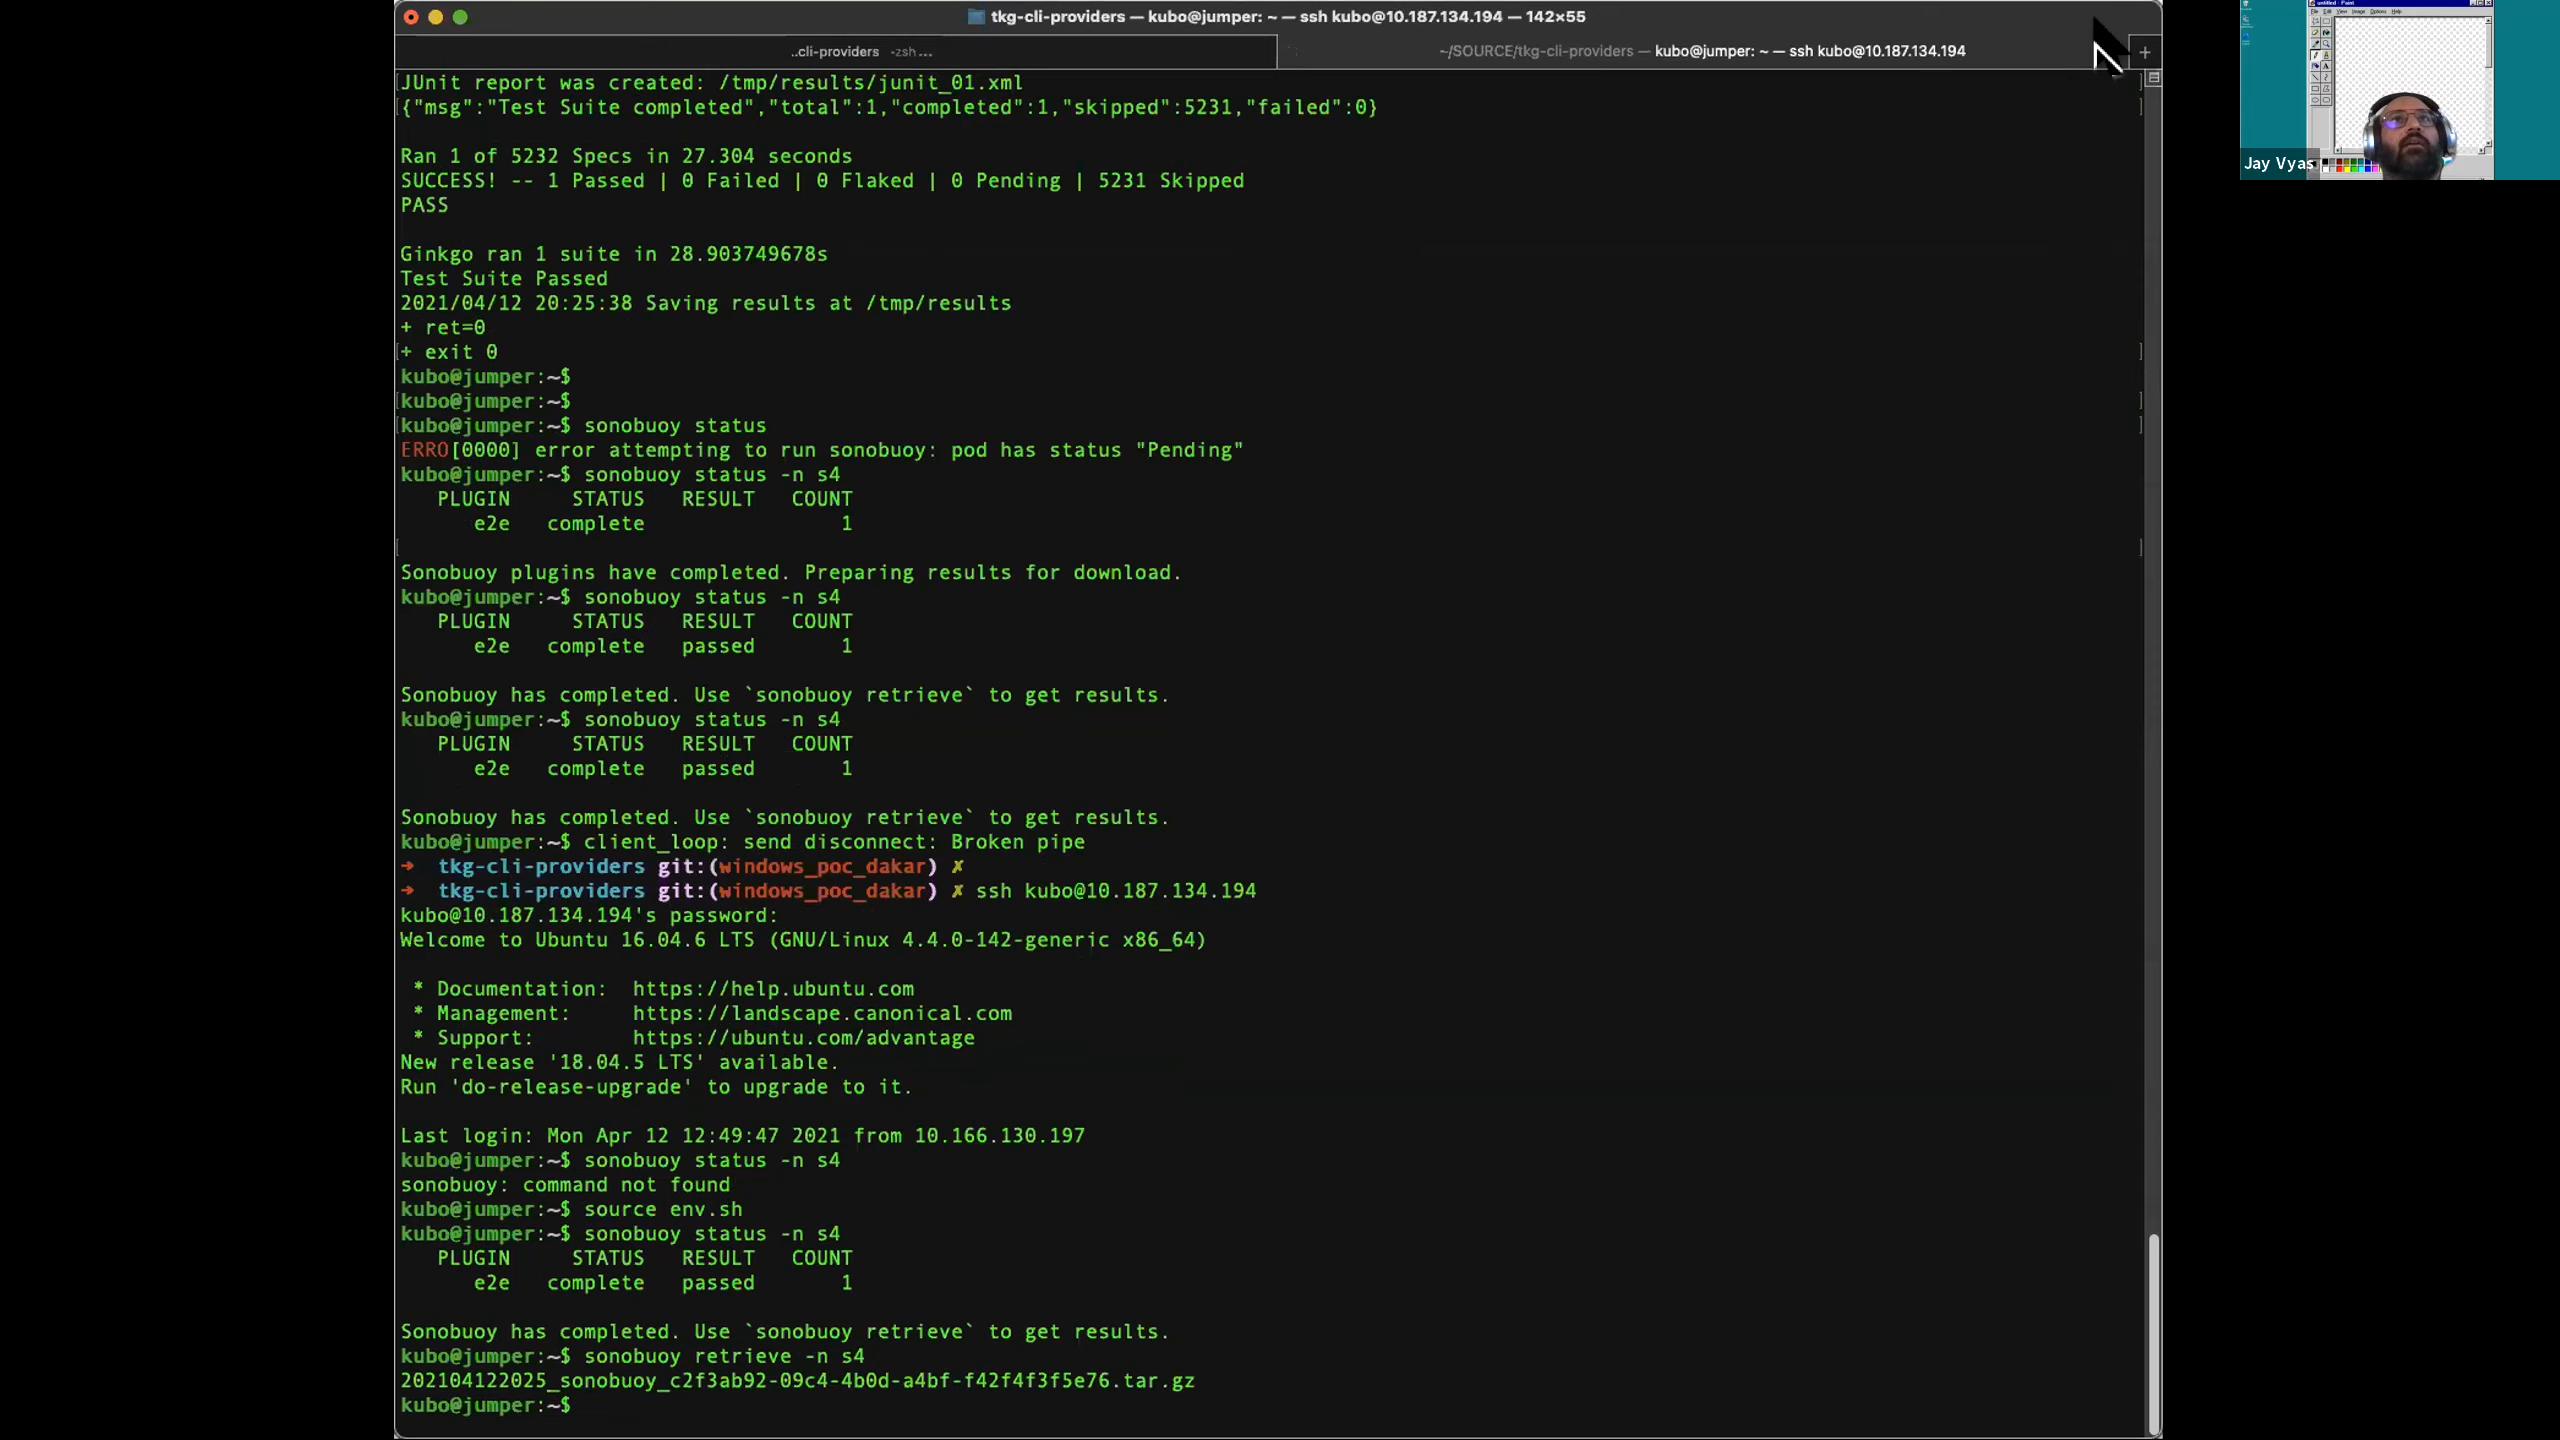 tkg-cli-providers — kubo@jumper: ~ — ssh kubo@10.187.134.194 — 142×55
..cli-providers -zsh...
~/SOURCE/tkg-cli-providers — kubo@jumper: ~ — ssh kubo@10.187.134.194
+
JUnit report was created: /tmp/results/junit_01.xml
{"msg":"Test Suite completed","total":1,"completed":1,"skipped":5231,"failed":0}
Ran 1 of 5232 Specs in 27.304 seconds
SUCCESS! -- 1 Passed | 0 Failed | 0 Flaked | 0 Pending | 5231 Skipped
PASS
Ginkgo ran 1 suite in 28.903749678s
Test Suite Passed
2021/04/12 20:25:38 Saving results at /tmp/results
+ ret=0
+ exit 0
kubo@jumper:~$
kubo@jumper:~$
kubo@jumper:~$ sonobuoy status
ERRO[0000] error attempting to run sonobuoy: pod has status "Pending"
kubo@jumper:~$ sonobuoy status -n s4
PLUGIN STATUS RESULT COUNT
e2e complete 1
Sonobuoy plugins have completed. Preparing results for download.
kubo@jumper:~$ sonobuoy status -n s4
PLUGIN STATUS RESULT COUNT
e2e complete passed 1
Sonobuoy has completed. Use `sonobuoy retrieve` to get results.
kubo@jumper:~$ sonobuoy status -n s4
PLUGIN STATUS RESULT COUNT
e2e complete passed 1
Sonobuoy has completed. Use `sonobuoy retrieve` to get results.
kubo@jumper:~$ client_loop: send disconnect: Broken pipe
➜ tkg-cli-providers git:(windows_poc_dakar) ✗
➜ tkg-cli-providers git:(windows_poc_dakar) ✗ ssh kubo@10.187.134.194
kubo@10.187.134.194's password:
Welcome to Ubuntu 16.04.6 LTS (GNU/Linux 4.4.0-142-generic x86_64)
* Documentation: https://help.ubuntu.com
* Management: https://landscape.canonical.com
* Support: https://ubuntu.com/advantage
New release '18.04.5 LTS' available.
Run 'do-release-upgrade' to upgrade to it.
Last login: Mon Apr 12 12:49:47 2021 from 10.166.130.197
kubo@jumper:~$ sonobuoy status -n s4
sonobuoy: command not found
kubo@jumper:~$ source env.sh
kubo@jumper:~$ sonobuoy status -n s4
PLUGIN STATUS RESULT COUNT
e2e complete passed 1
Sonobuoy has completed. Use `sonobuoy retrieve` to get results.
kubo@jumper:~$ sonobuoy retrieve -n s4
202104122025_sonobuoy_c2f3ab92-09c4-4b0d-a4bf-f42f4f3f5e76.tar.gz
kubo@jumper:~$
Jay Vyas